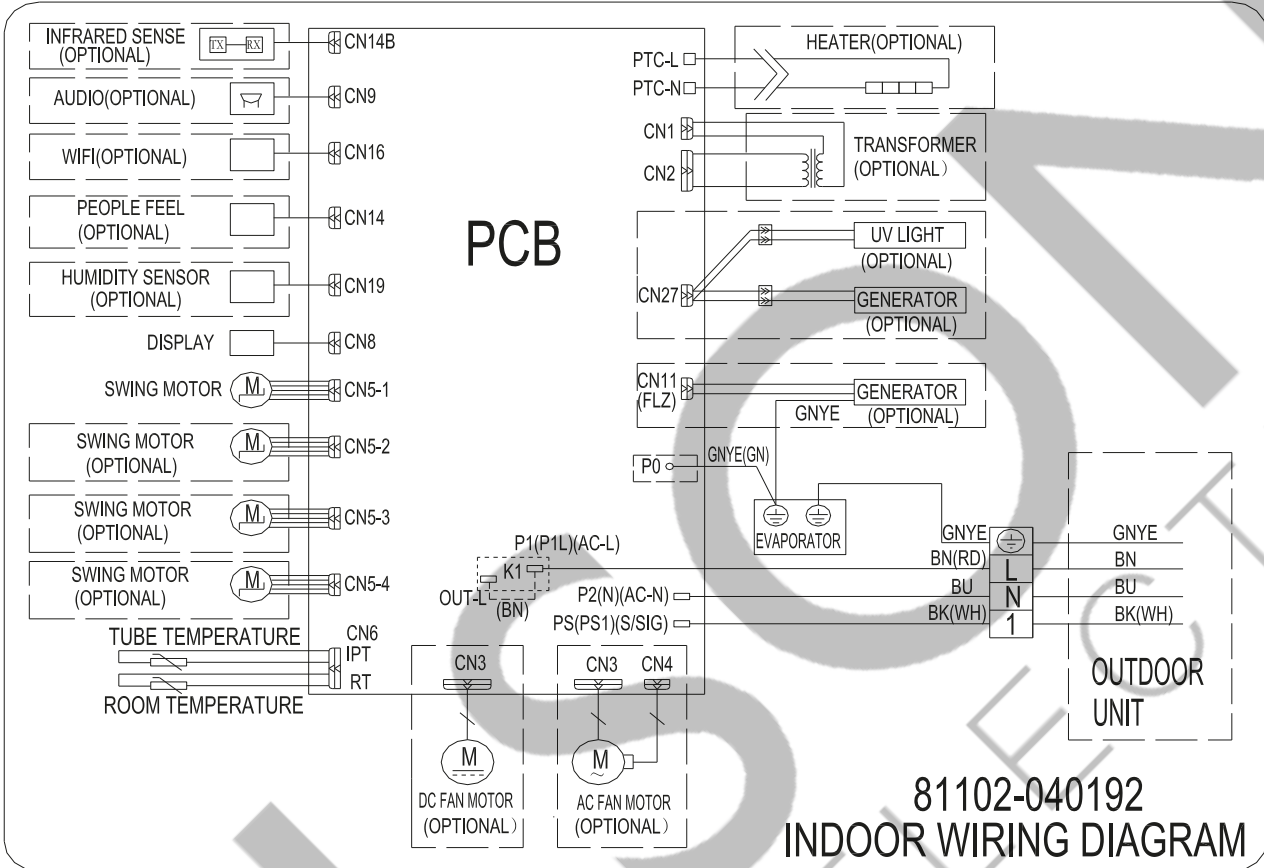 INFRARED SENSE
(OPTIONAL)
TX
RX
CN14B
AUDIO(OPTIONAL)
CN9
WIFI(OPTIONAL)
CN16
PEOPLE FEEL
(OPTIONAL)
CN14
HUMIDITY SENSOR
(OPTIONAL)
CN19
DISPLAY
CN8
SWING MOTOR
M
CN5-1
SWING MOTOR
(OPTIONAL)
M
CN5-2
SWING MOTOR
(OPTIONAL)
M
CN5-3
SWING MOTOR
(OPTIONAL)
M
CN5-4
TUBE TEMPERATURE
CN6
IPT
RT
ROOM TEMPERATURE
PCB
PTC-L
PTC-N
HEATER(OPTIONAL)
CN1
CN2
TRANSFORMER
(OPTIONAL)
CN27
UV LIGHT
(OPTIONAL)
GENERATOR
(OPTIONAL)
CN11
(FLZ)
GENERATOR
(OPTIONAL)
GNYE
P0
GNYE(GN)
EVAPORATOR
P1(P1L)(AC-L)
K1
OUT-L
(BN)
P2(N)(AC-N)
PS(PS1)(S/SIG)
GNYE
BN(RD)
BU
BK(WH)
L
N
1
GNYE
BN
BU
BK(WH)
OUTDOOR
UNIT
CN3
M
DC FAN MOTOR
(OPTIONAL)
CN3
CN4
M
~
AC FAN MOTOR
(OPTIONAL)
81102-040192
INDOOR WIRING DIAGRAM